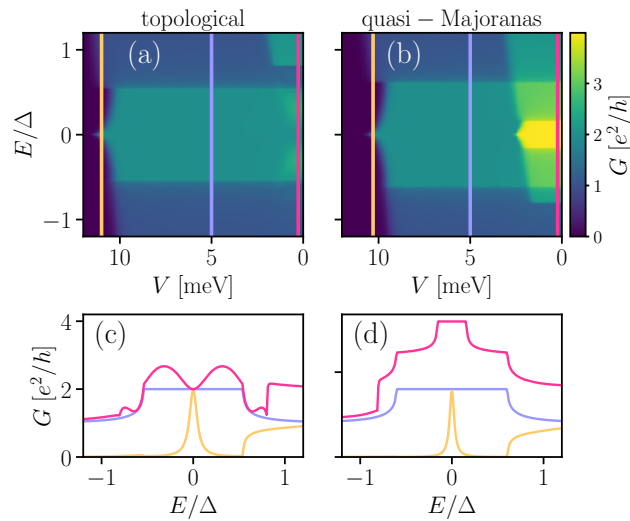 topological
quasi − Majoranas
(a)
(b)
1
0
−1
E/Δ
10
5
0
V [meV]
10
5
0
V [meV]
3
2
1
0
G [e²/h]
(c)
(d)
4
2
0
G [e²/h]
−1
0
1
E/Δ
−1
0
1
E/Δ